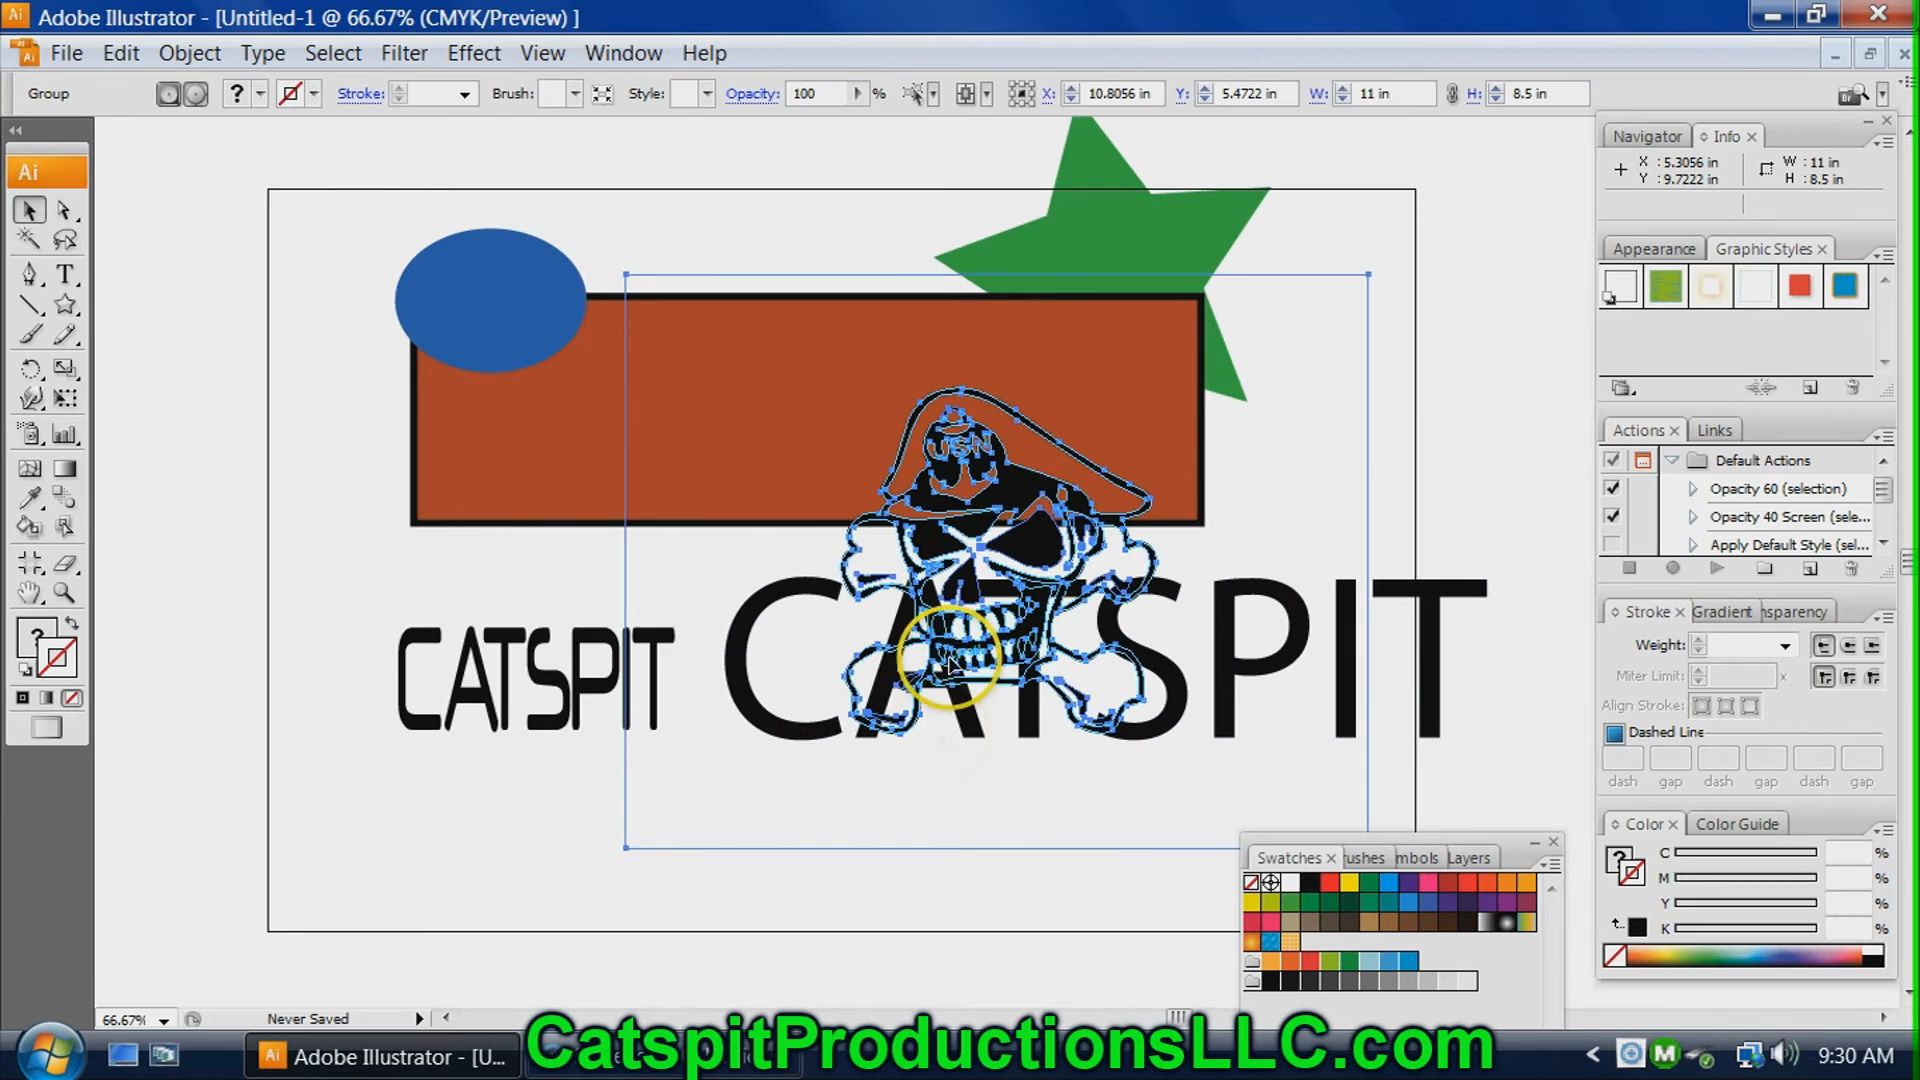 Adobe Illustrator - [Untitled-1 @ 66.67% (CMYK/Preview) ]
File Edit Object Type Select Filter Effect View Window Help
Group ? Stroke: Brush: Style: Opacity: 100 % X: 10.8056 in Y: 5.4722 in W: 11 in H: 8.5 in
Navigator Info
X : 5.3056 in W : 11 in
Y : 9.7222 in H : 8.5 in
Ai
Appearance Graphic Styles
Actions Links
Default Actions
Opacity 60 (selection)
Opacity 40 Screen (sele...
Apply Default Style (sel...
USN
CATSPIT CATSPIT
Stroke Gradient nsparency
Weight:
Miter Limit: x
Align Stroke:
Dashed Line
dash gap dash gap dash gap
Color Color Guide
C %
M %
Y %
K %
Swatches rushes mbols Layers
66.67% Never Saved
Adobe Illustrator - [U...
CatspitProductionsLLC.com
9:30 AM